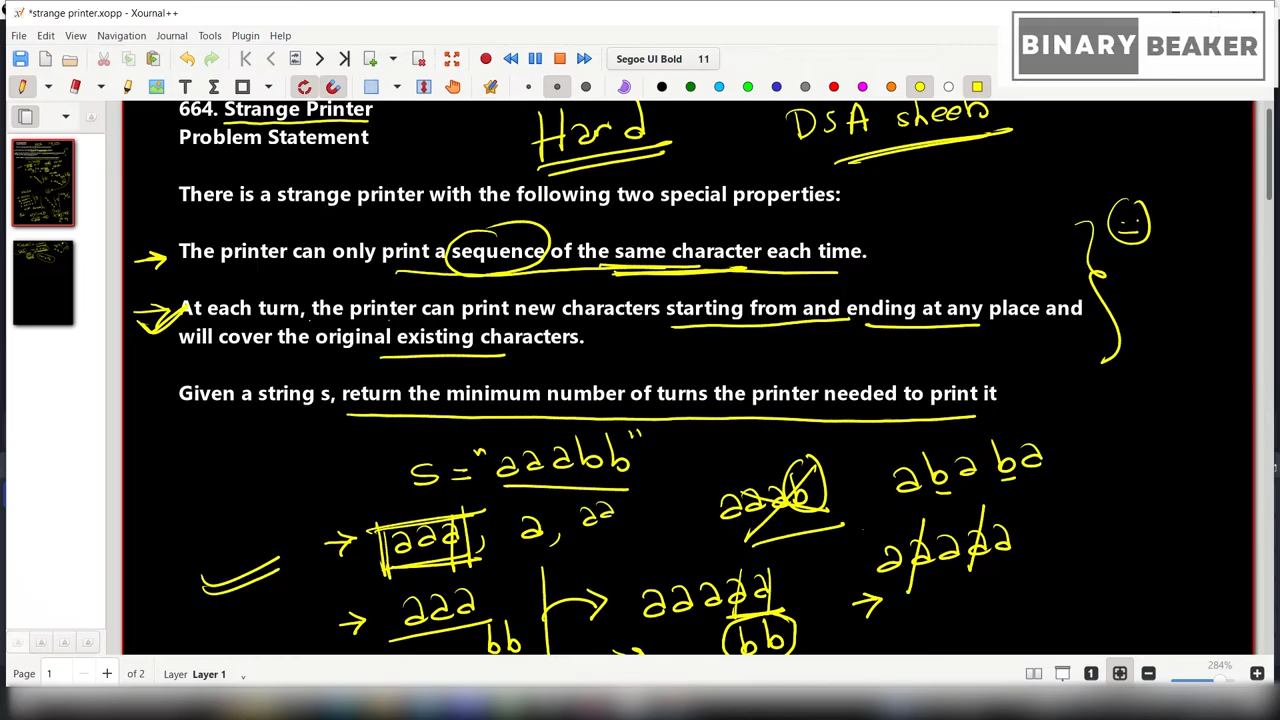 *strange printer.xopp - Xournal++
BINARY BEAKER
File Edit View Navigation Journal Tools Plugin Help
Segoe UI Bold 11
664. Strange Printer
Hard
DSA sheets
Problem Statement
There is a strange printer with the following two special properties:
The printer can only print a sequence of the same character each time.
At each turn, the printer can print new characters starting from and ending at any place and
will cover the original existing characters.
Given a string s, return the minimum number of turns the printer needed to print it
s = "aaabb"
aaab
ababa
aaa, a, aa
aaaaa
aaa
bb
aaaaa
bb
Page 1 of 2 Layer Layer 1
284%